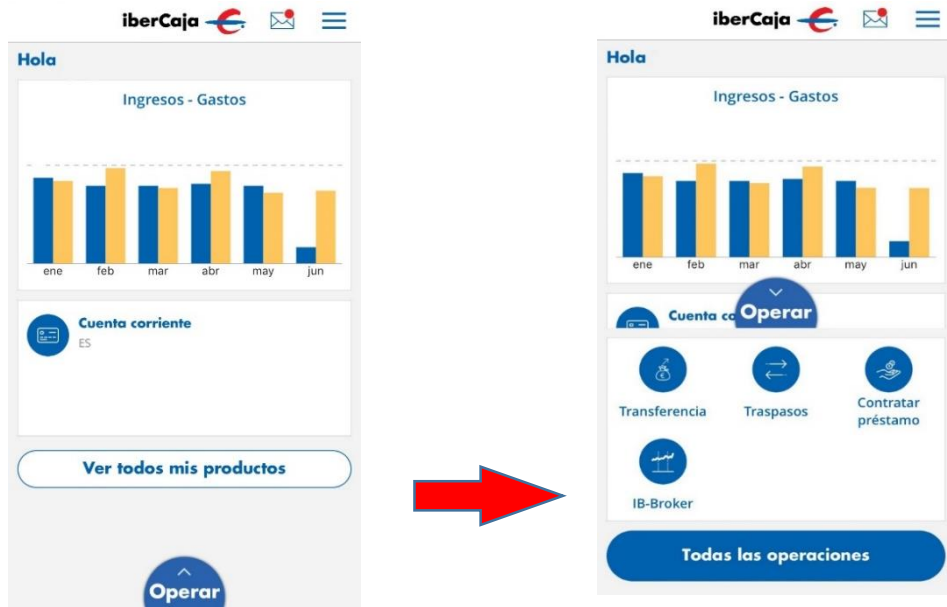 iberCaja
Hola
Ingresos - Gastos
ene feb mar abr may jun
Cuenta corriente
ES
Ver todos mis productos
Operar
iberCaja
Hola
Ingresos - Gastos
ene feb mar abr may jun
Cuenta co
Operar
Transferencia
Traspasos
Contratar
préstamo
IB-Broker
Todas las operaciones